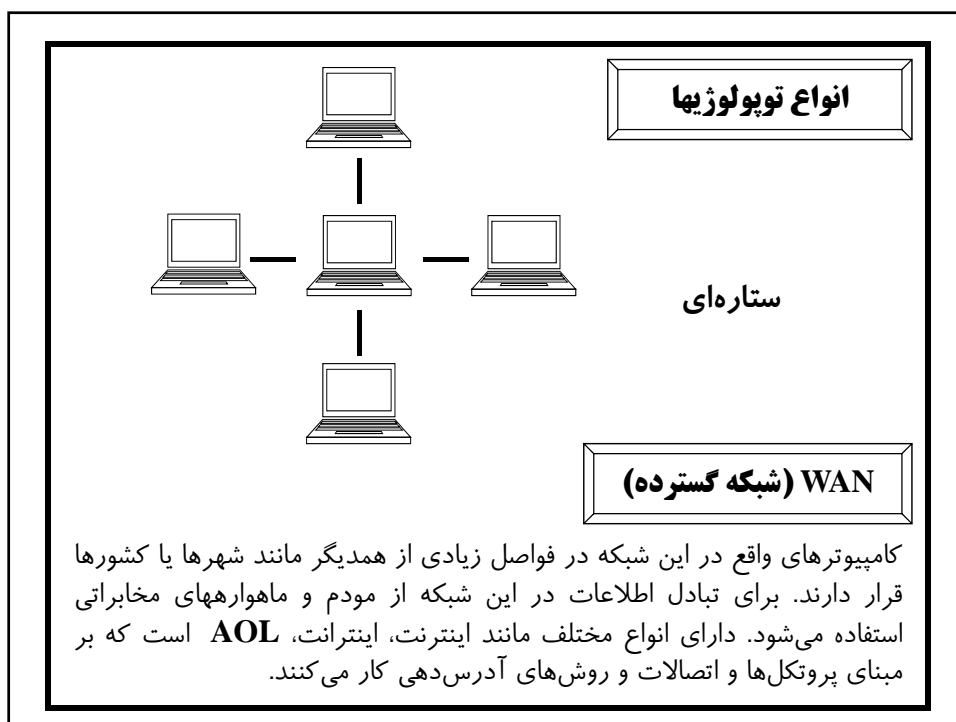 انواع توپولوژیها
ستاره‌ای
WAN (شبکه گسترده)
کامپیوترهای واقع در این شبکه در فواصل زیادی از همدیگر مانند شهرها یا کشورها
قرار دارند. برای تبادل اطلاعات در این شبکه از مودم و ماهواره‍های مخابراتی
استفاده می‌شود. دارای انواع مختلف مانند اینترنت، اینترانت، AOL است که بر
مبنای پروتکل‌ها و اتصالات و روش‌های آدرس‌دهی کار می‌کنند.